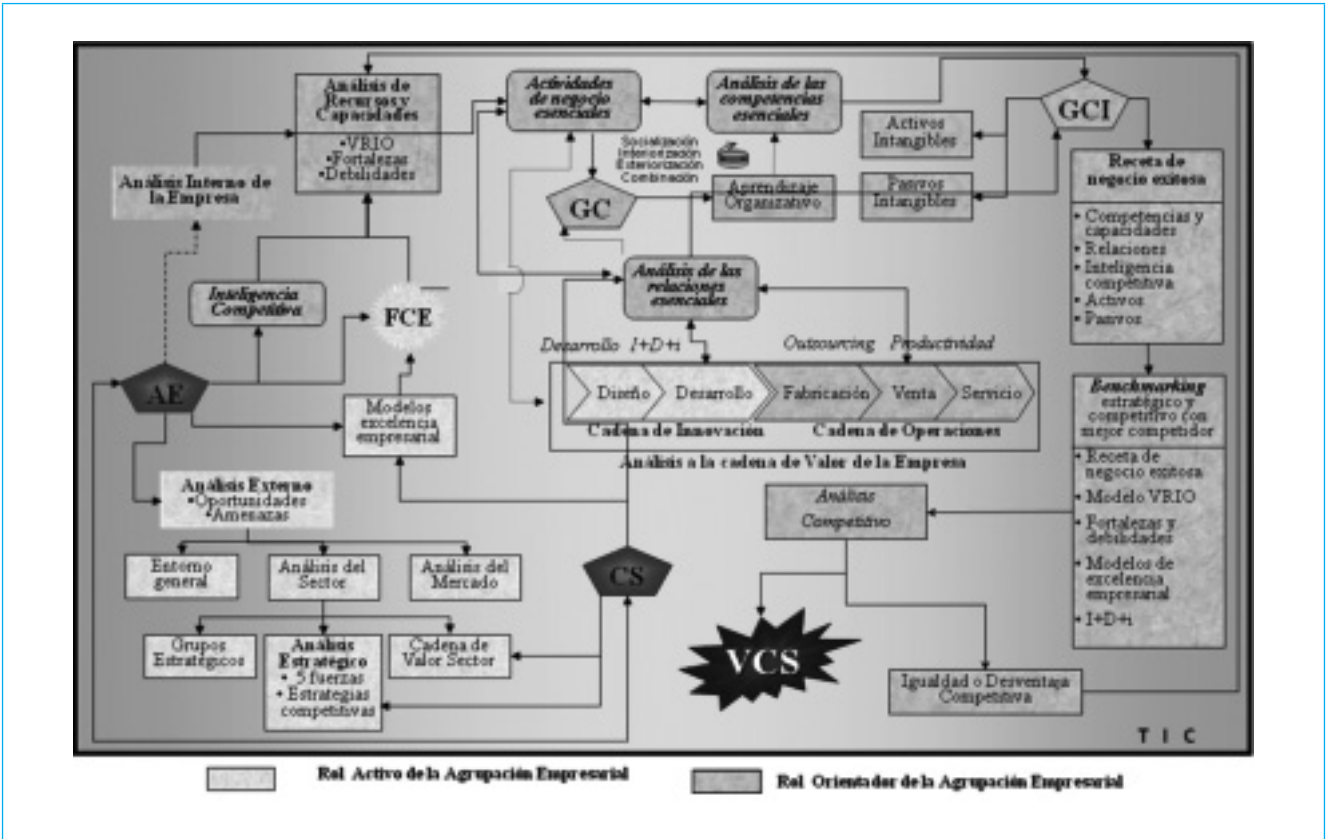 Análisis de
Recursos y
Capacidades
•VRIO
•Fortalezas
•Debilidades
Actividades
de negocio
esenciales
Análisis de las
competencias
esenciales
GCI
Activos
Intangibles
Socialización
Interiorización
Exteriorización
Combinación
Análisis Interno de
la Empresa
GC
Aprendizaje
Organizativo
Pasivos
Intangibles
Receta de
negocio exitosa
• Competencias y
capacidades
• Relaciones
• Inteligencia
competitiva
• Activos
• Pasivos
Inteligencia
Competitiva
FCE
Análisis de las
relaciones
esenciales
Desarrollo I+D+i
Outsourcing Productividad
AE
Modelos
excelencia
empresarial
Diseño
Desarrollo
Fabricación
Venta
Servicio
Cadena de Innovación
Cadena de Operaciones
Análisis a la cadena de Valor de la Empresa
Benchmarking
estratégico y
competitivo con
mejor competidor
• Receta de
negocio exitosa
• Modelo VRIO
• Fortalezas y
debilidades
• Modelos de
excelencia
empresarial
• I+D+i
Análisis Externo
•Oportunidades
•Amenazas
Análisis
Competitivo
Entorno
general
Análisis del
Sector
Análisis del
Mercado
CS
Grupos
Estratégicos
Análisis
Estratégico
• 5 fuerzas
• Estrategias
competitivas
Cadena de
Valor Sector
VCS
Igualdad o Desventaja
Competitiva
TIC
Rol Activo de la Agrupación Empresarial
Rol Orientador de la Agrupación Empresarial